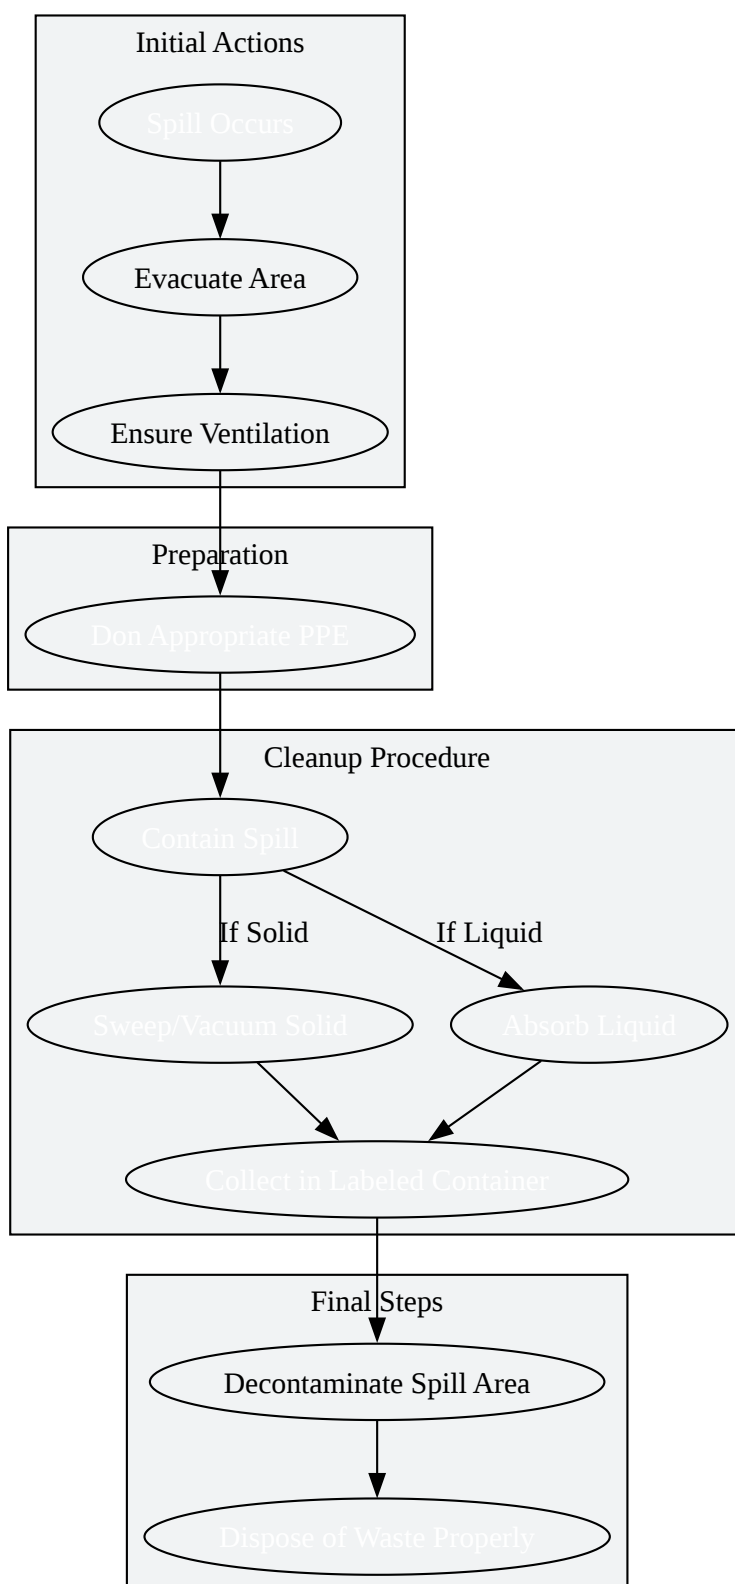 Initial Actions
Spill Occurs
Evacuate Area
Ensure Ventilation
Preparation
Don Appropriate PPE
Cleanup Procedure
Contain Spill
If Solid
If Liquid
Sweep/Vacuum Solid
Absorb Liquid
Collect in Labeled Container
Final Steps
Decontaminate Spill Area
Dispose of Waste Properly